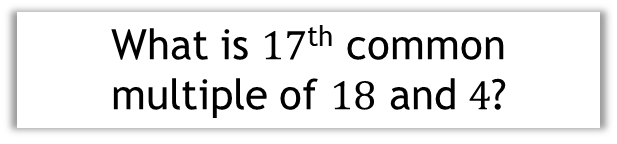 What is 17th common
multiple of 18 and 4?